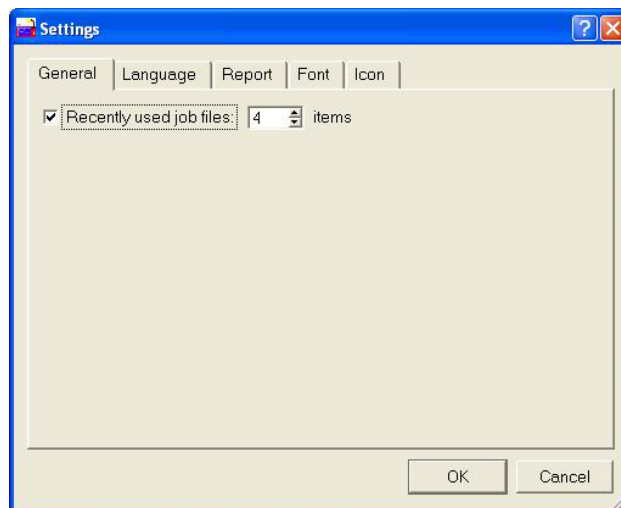 Settings
General Language Report Font Icon
Recently used job files: 4 items
OK Cancel